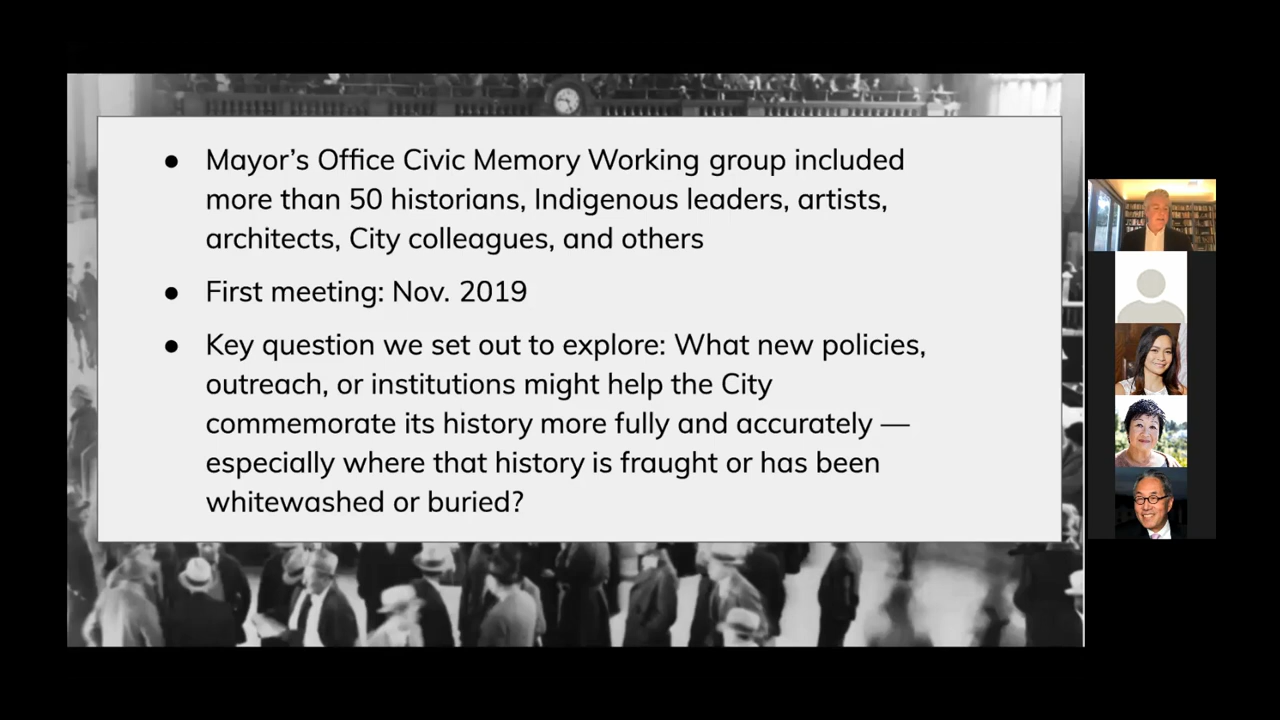 ● Mayor’s Office Civic Memory Working group included
more than 50 historians, Indigenous leaders, artists,
architects, City colleagues, and others
● First meeting: Nov. 2019
● Key question we set out to explore: What new policies,
outreach, or institutions might help the City
commemorate its history more fully and accurately —
especially where that history is fraught or has been
whitewashed or buried?